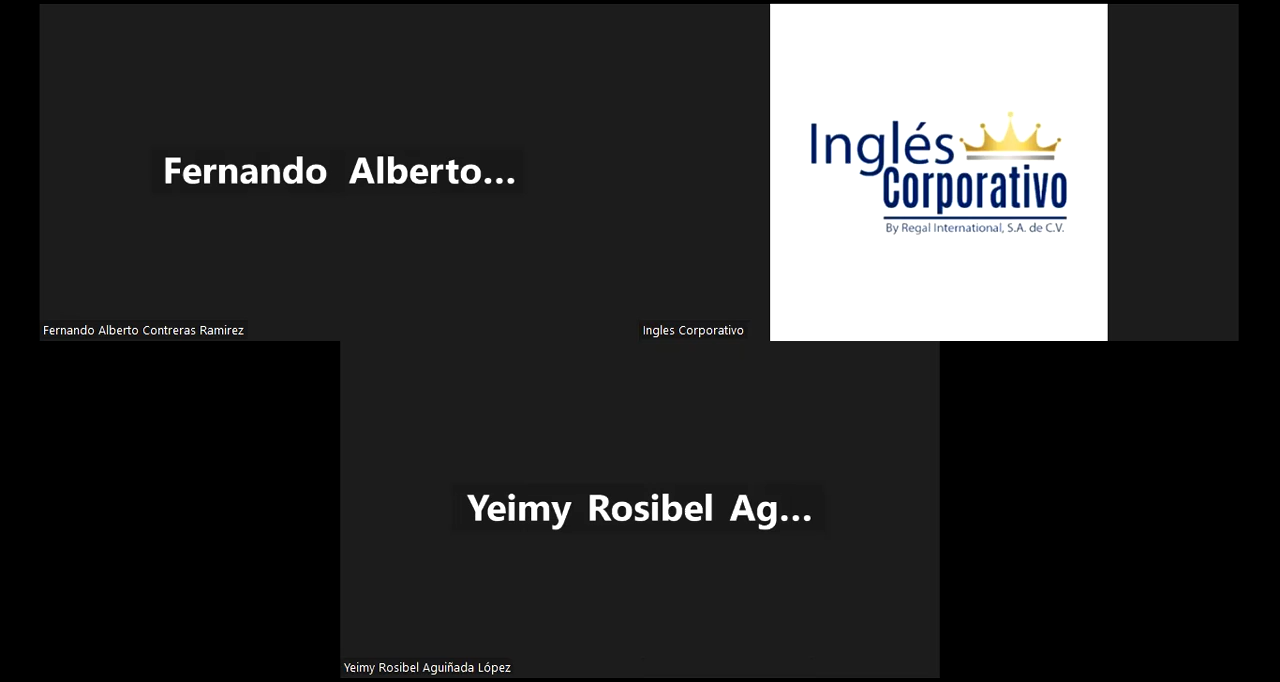 Fernando Alberto...
Fernando Alberto Contreras Ramirez
Inglés
Corporativo
By Regal International, S.A. de C.V.
Ingles Corporativo
Yeimy Rosibel Ag...
Yeimy Rosibel Aguiñada López